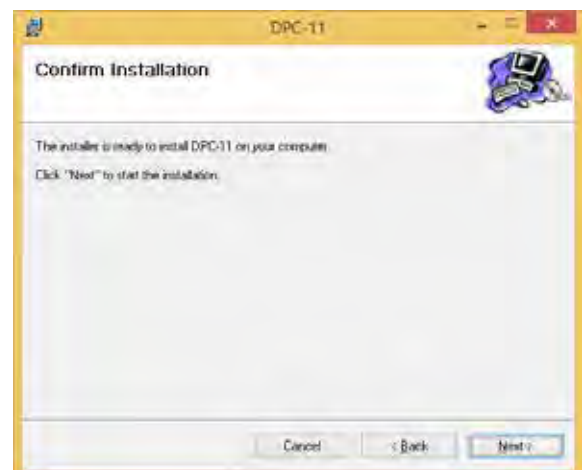 DPC-11
Confirm Installation
The installer is ready to install DPC-11 on your computer.
Click "Next" to start the installation.
Cancel
< Back
Next >